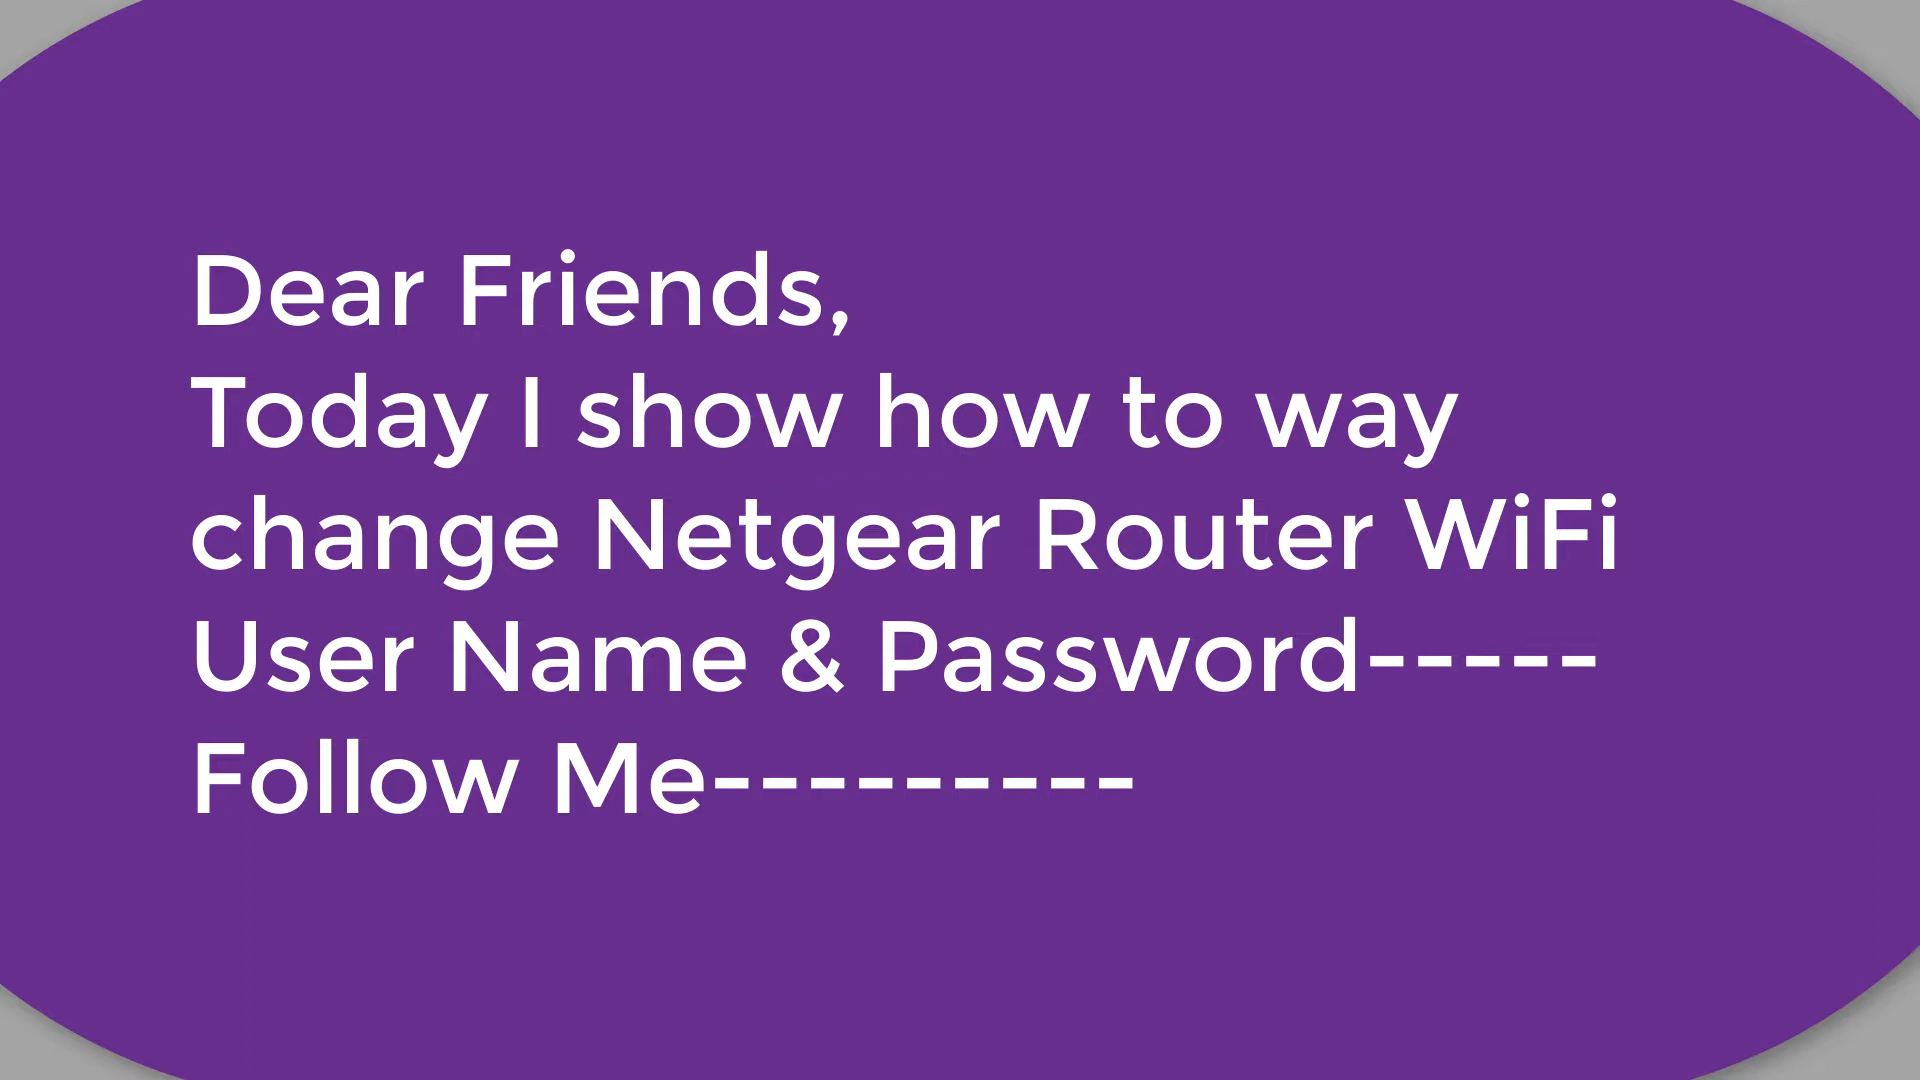 Dear Friends,
Today I show how to way
change Netgear Router WiFi
User Name & Password-----
Follow Me---------